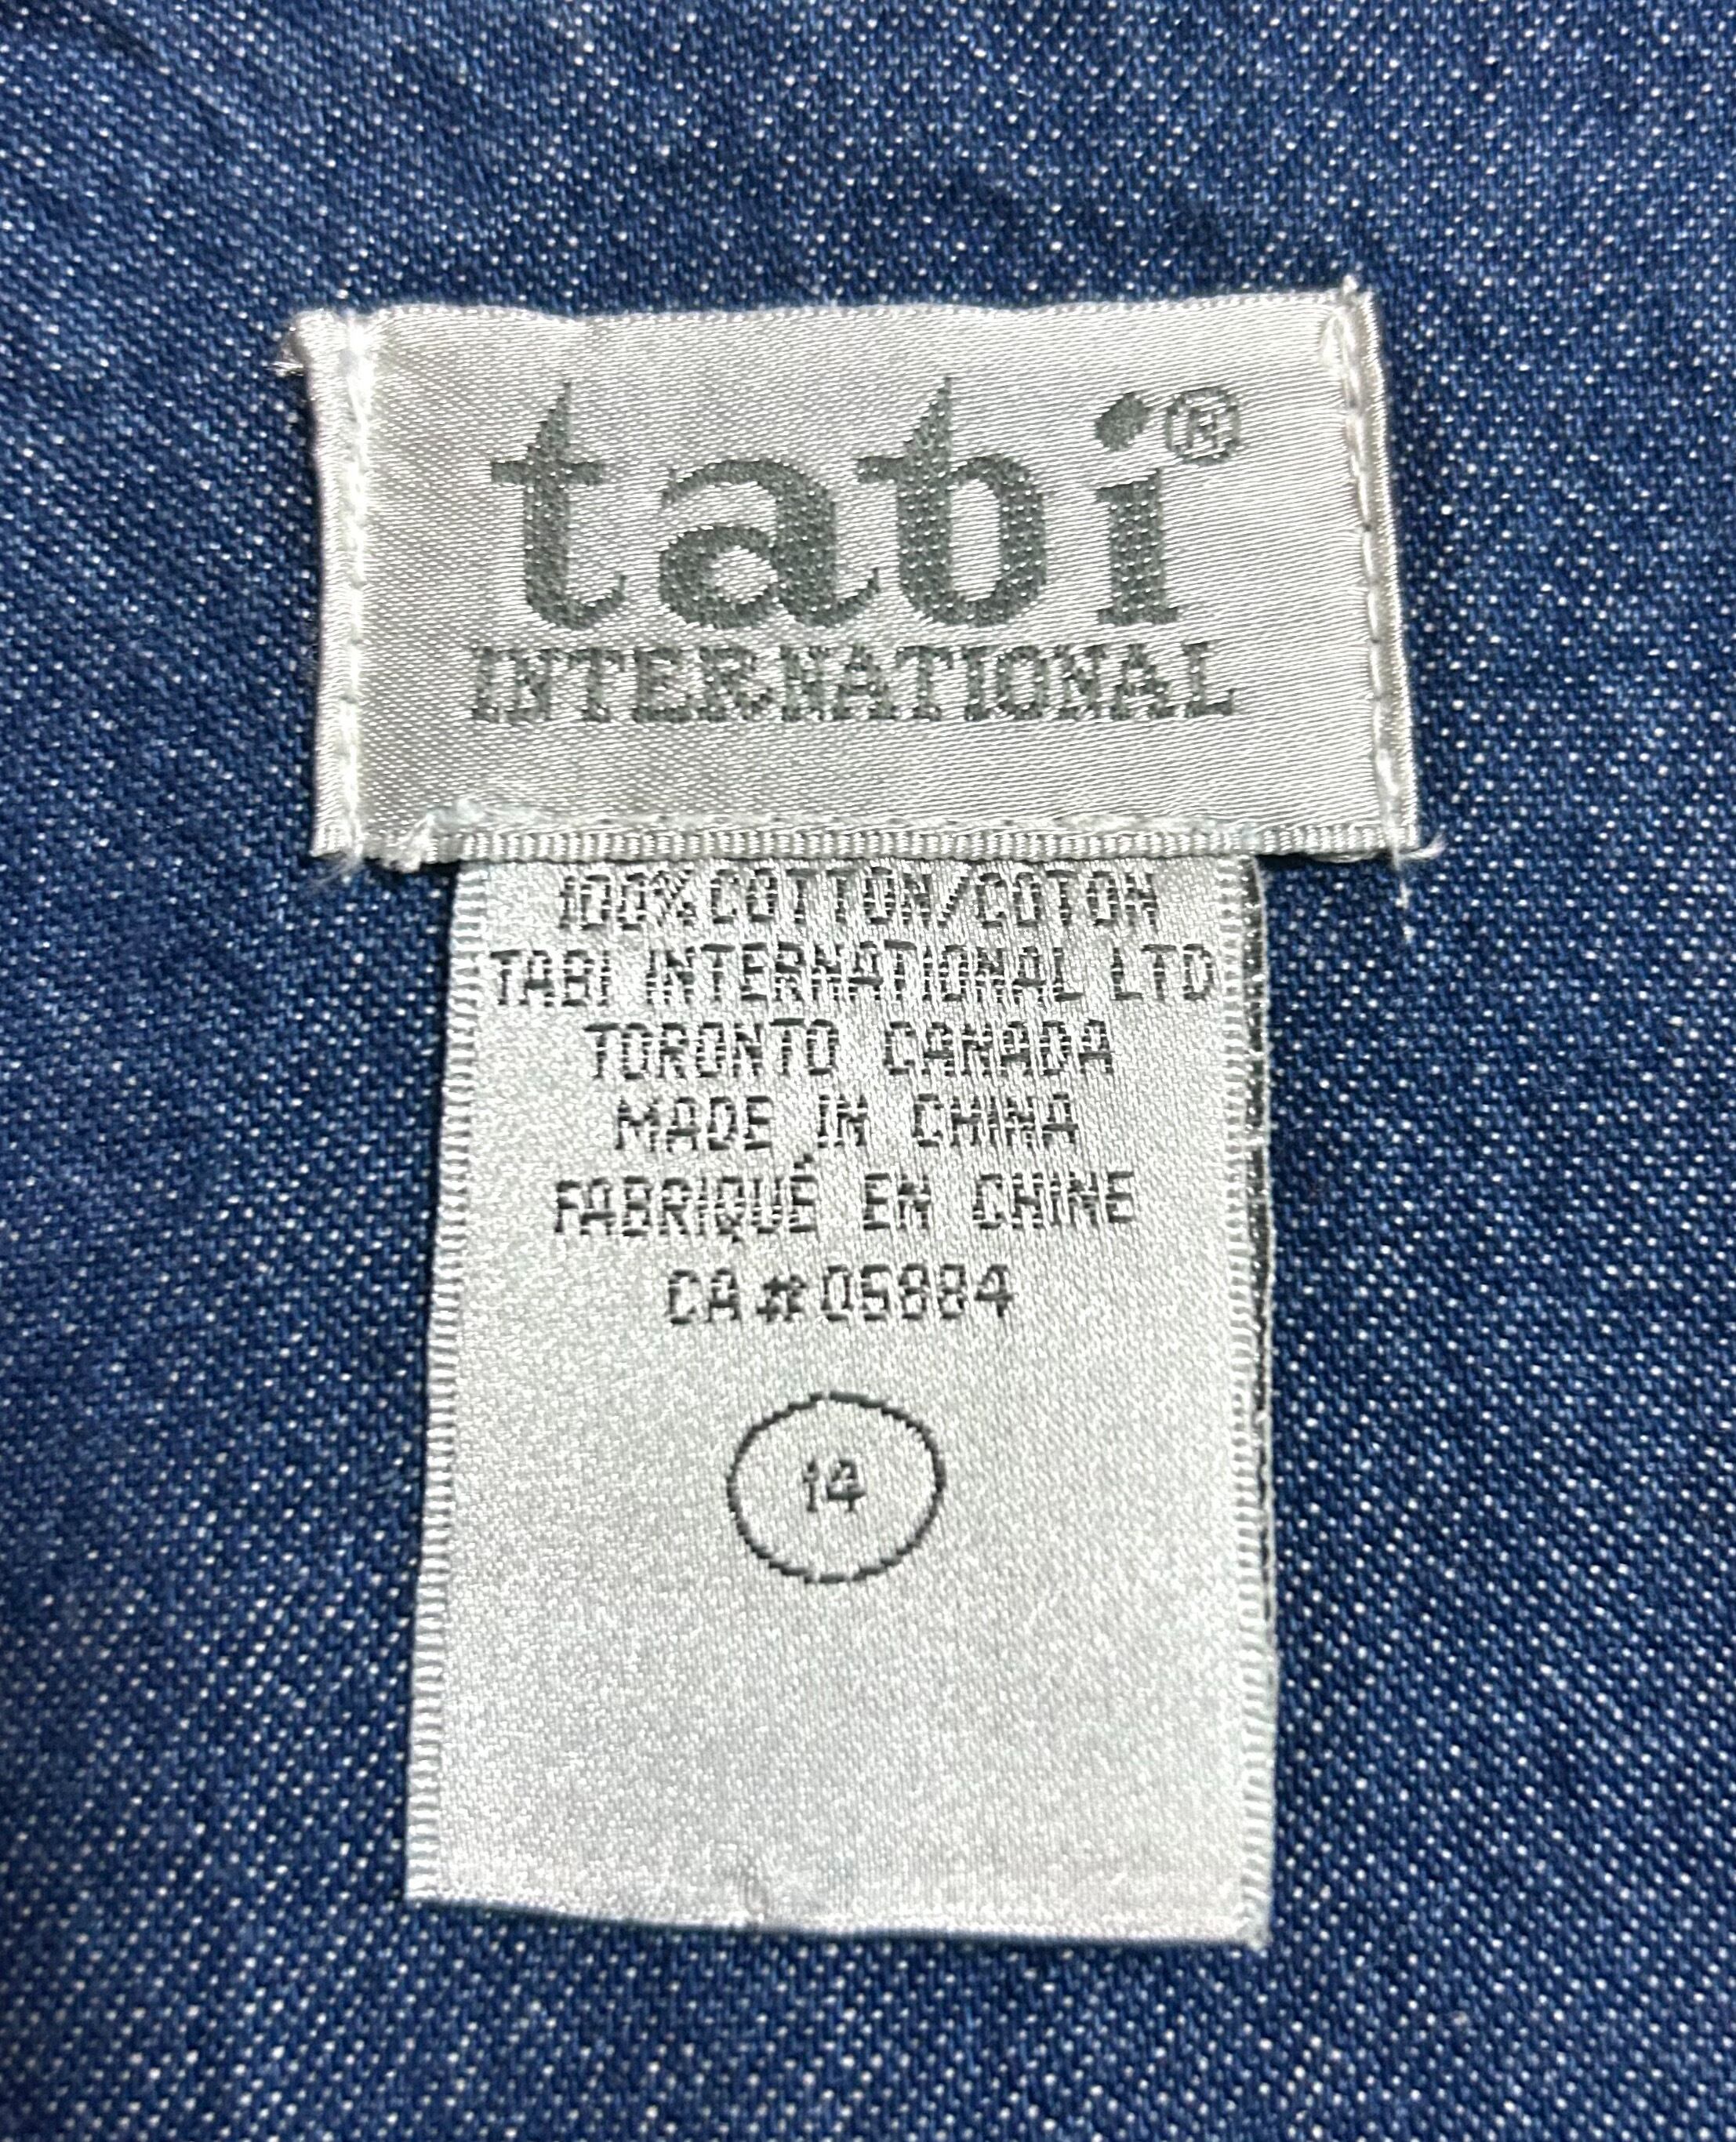 tabi®
INTERNATIONAL
100% COTTON/COTON
TABI INTERNATIONAL LTD
TORONTO CANADA
MADE IN CHINA
FABRIQUÉ EN CHINE
CA#05884
14